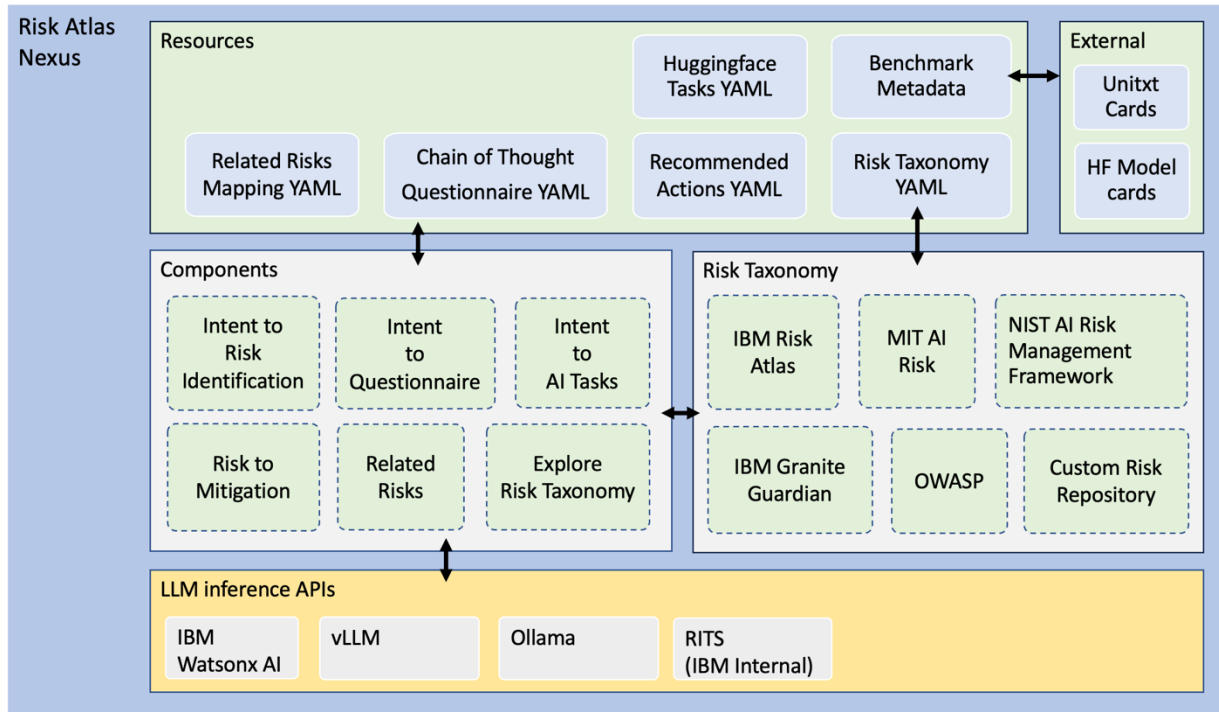 Risk Atlas
Nexus
Resources
Huggingface
Tasks YAML
Benchmark
Metadata
Related Risks
Mapping YAML
Chain of Thought
Questionnaire YAML
Recommended
Actions YAML
Risk Taxonomy
YAML
External
Unitxt
Cards
HF Model
cards
Components
Intent to
Risk
Identification
Intent
to
Questionnaire
Intent
to
AI Tasks
Risk to
Mitigation
Related
Risks
Explore
Risk Taxonomy
Risk Taxonomy
IBM Risk
Atlas
MIT AI
Risk
NIST AI Risk
Management
Framework
IBM Granite
Guardian
OWASP
Custom Risk
Repository
LLM inference APIs
IBM
Watsonx AI
vLLM
Ollama
RITS
(IBM Internal)